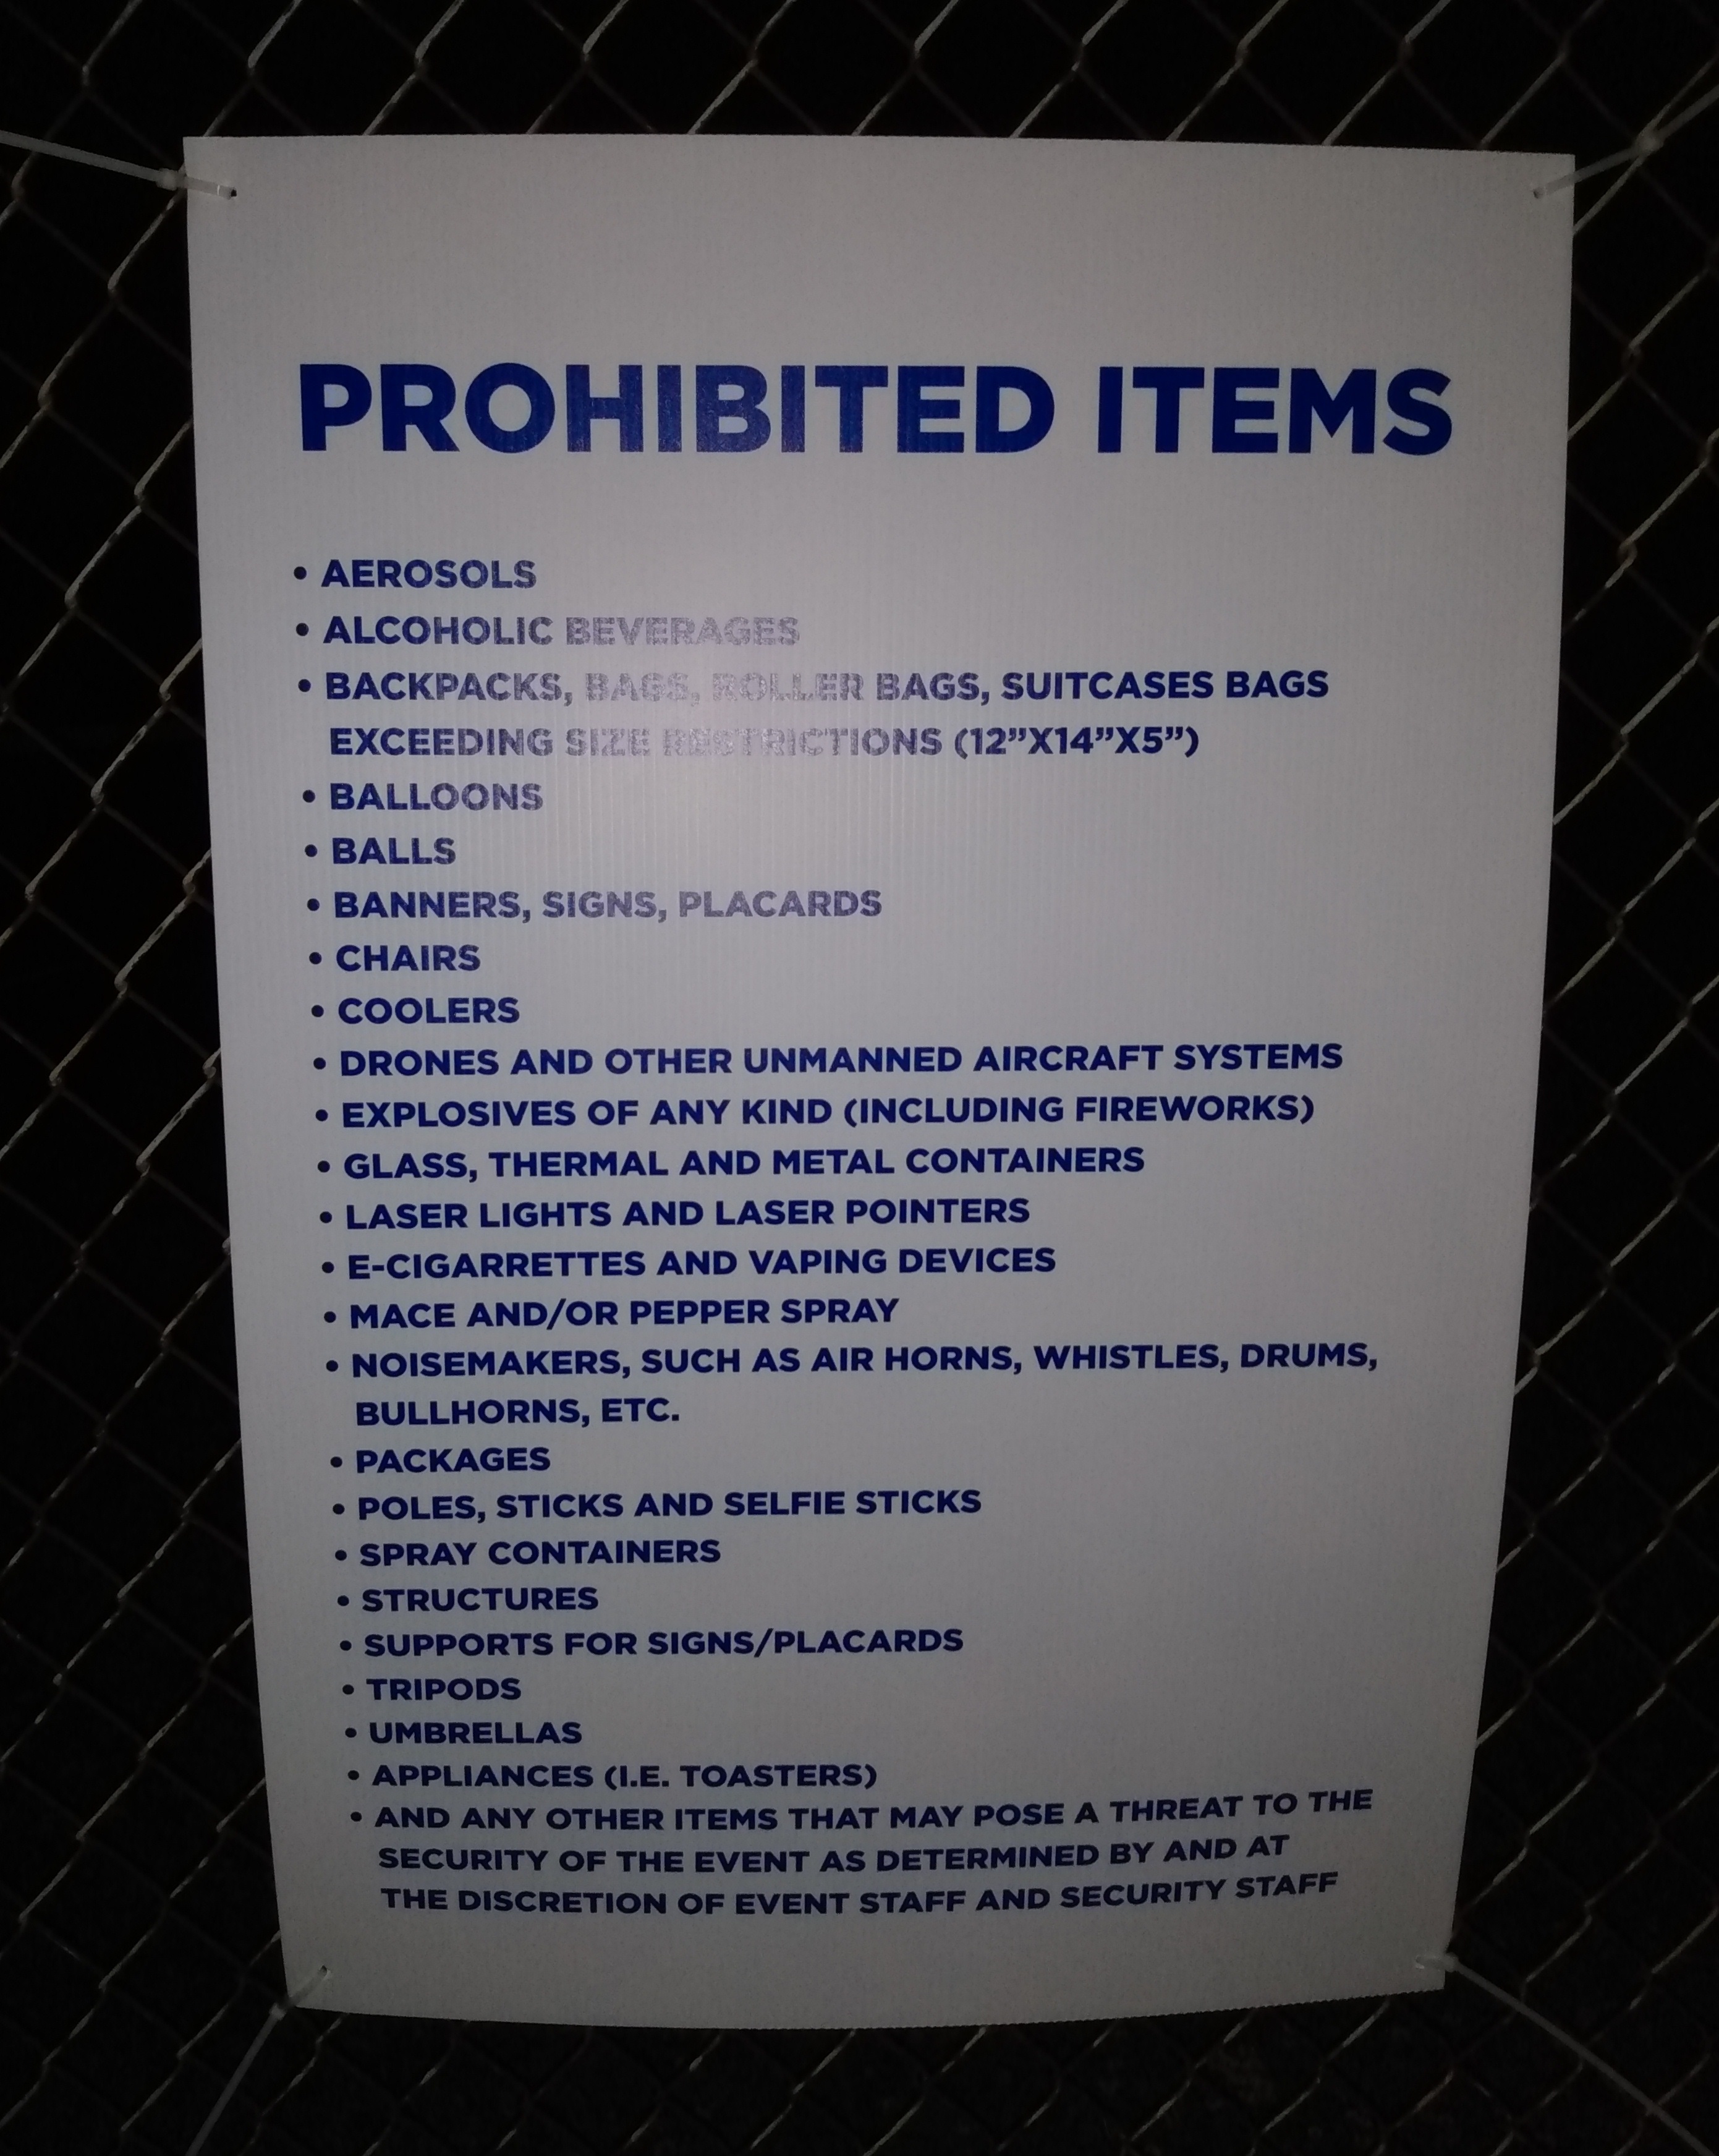 PROHIBITED ITEMS
• AEROSOLS
• ALCOHOLIC BEVERAGES
• BACKPACKS, BAGS, ROLLER BAGS, SUITCASES BAGS
EXCEEDING SIZE RESTRICTIONS (12”X14”X5”)
• BALLOONS
• BALLS
• BANNERS, SIGNS, PLACARDS
• CHAIRS
• COOLERS
• DRONES AND OTHER UNMANNED AIRCRAFT SYSTEMS
• EXPLOSIVES OF ANY KIND (INCLUDING FIREWORKS)
• GLASS, THERMAL AND METAL CONTAINERS
• LASER LIGHTS AND LASER POINTERS
• E-CIGARRETTES AND VAPING DEVICES
• MACE AND/OR PEPPER SPRAY
• NOISEMAKERS, SUCH AS AIR HORNS, WHISTLES, DRUMS,
BULLHORNS, ETC.
• PACKAGES
• POLES, STICKS AND SELFIE STICKS
• SPRAY CONTAINERS
• STRUCTURES
• SUPPORTS FOR SIGNS/PLACARDS
• TRIPODS
• UMBRELLAS
• APPLIANCES (I.E. TOASTERS)
• AND ANY OTHER ITEMS THAT MAY POSE A THREAT TO THE
SECURITY OF THE EVENT AS DETERMINED BY AND AT
THE DISCRETION OF EVENT STAFF AND SECURITY STAFF